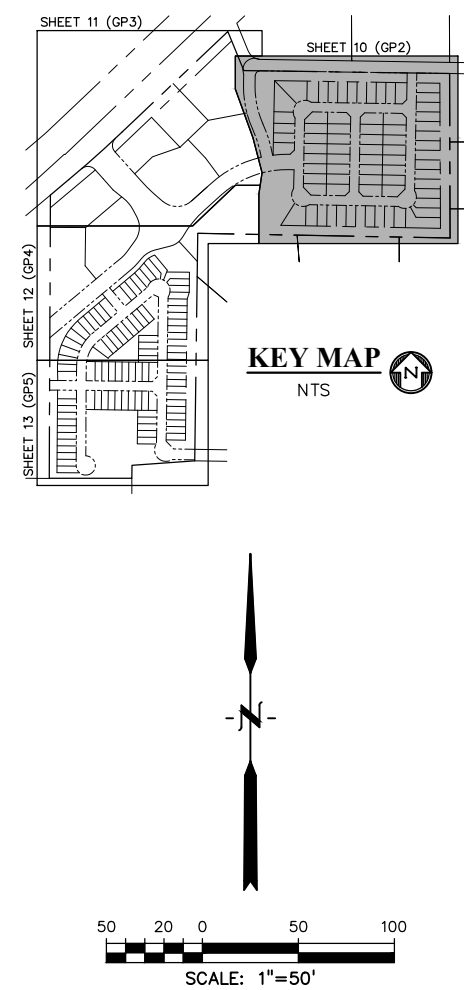 SHEET 11 (GP3)
SHEET 10 (GP2)
SHEET 12 (GP4)
SHEET 13 (GP5)
KEY MAP
NTS
N
N
50 20 0 50 100
SCALE: 1"=50'